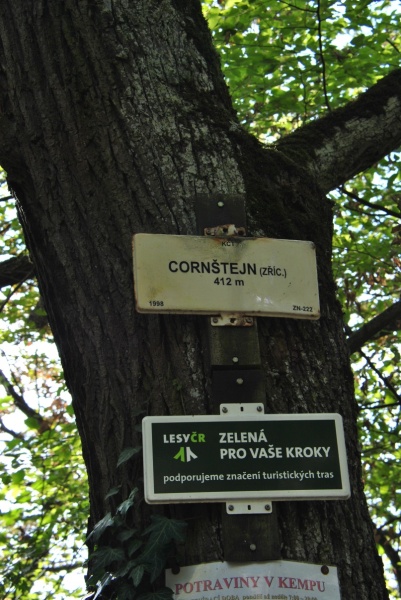 KČT
CORNŠTEJN (ZŘÍC.)
412 m
1998 ZN-222
LESYČR ZELENÁ
PRO VAŠE KROKY
podporujeme značení turistických tras
POTRAVINY V KEMPU